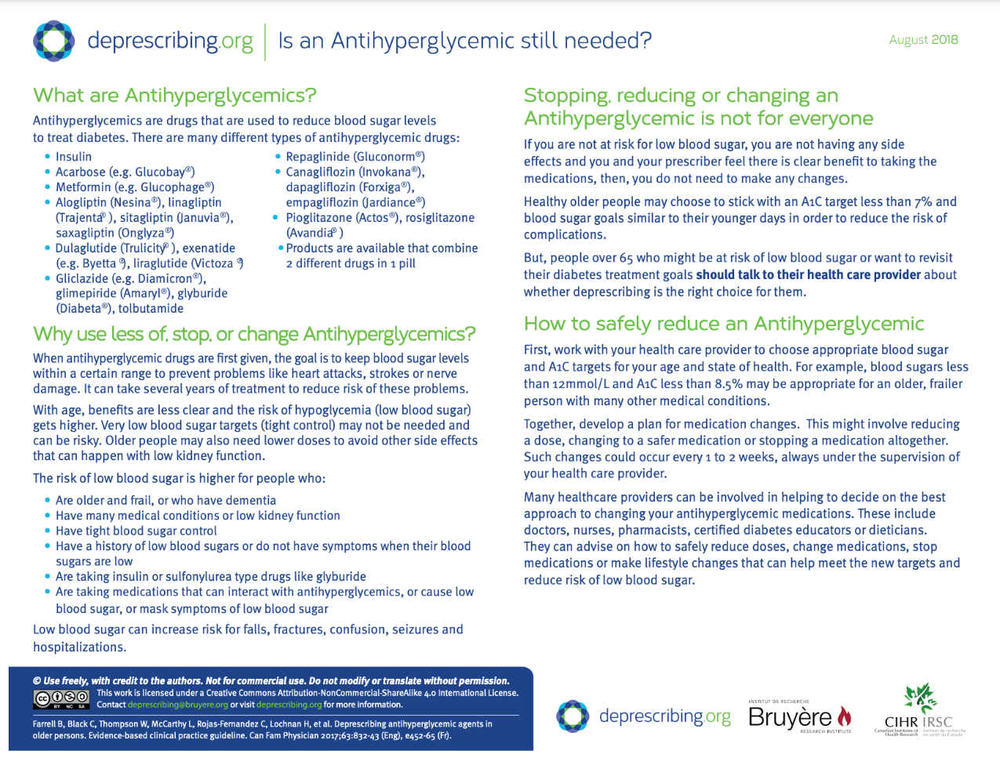 deprescribing.org | Is an Antihyperglycemic still needed?
August 2018
What are Antihyperglycemics?
Antihyperglycemics are drugs that are used to reduce blood sugar levels
to treat diabetes. There are many different types of antihyperglycemic drugs:
• Insulin
• Acarbose (e.g. Glucobay®)
• Metformin (e.g. Glucophage®)
• Alogliptin (Nesina®), linagliptin
(Trajenta®), sitagliptin (Januvia®),
saxagliptin (Onglyza®)
• Dulaglutide (Trulicity®), exenatide
(e.g. Byetta®), liraglutide (Victoza®)
• Gliclazide (e.g. Diamicron®),
glimepiride (Amaryl®), glyburide
(Diabeta®), tolbutamide
• Repaglinide (Gluconorm®)
• Canagliflozin (Invokana®),
dapagliflozin (Forxiga®),
empagliflozin (Jardiance®)
• Pioglitazone (Actos®), rosiglitazone
(Avandia®)
• Products are available that combine
2 different drugs in 1 pill
Why use less of, stop, or change Antihyperglycemics?
When antihyperglycemic drugs are first given, the goal is to keep blood sugar levels
within a certain range to prevent problems like heart attacks, strokes or nerve
damage. It can take several years of treatment to reduce risk of these problems.
With age, benefits are less clear and the risk of hypoglycemia (low blood sugar)
gets higher. Very low blood sugar targets (tight control) may not be needed and
can be risky. Older people may also need lower doses to avoid other side effects
that can happen with low kidney function.
The risk of low blood sugar is higher for people who:
• Are older and frail, or who have dementia
• Have many medical conditions or low kidney function
• Have tight blood sugar control
• Have a history of low blood sugars or do not have symptoms when their blood
sugars are low
• Are taking insulin or sulfonylurea type drugs like glyburide
• Are taking medications that can interact with antihyperglycemics, or cause low
blood sugar, or mask symptoms of low blood sugar
Low blood sugar can increase risk for falls, fractures, confusion, seizures and
hospitalizations.
Stopping, reducing or changing an
Antihyperglycemic is not for everyone
If you are not at risk for low blood sugar, you are not having any side
effects and you and your prescriber feel there is clear benefit to taking the
medications, then, you do not need to make any changes.
Healthy older people may choose to stick with an A1C target less than 7% and
blood sugar goals similar to their younger days in order to reduce the risk of
complications.
But, people over 65 who might be at risk of low blood sugar or want to revisit
their diabetes treatment goals should talk to their health care provider about
whether deprescribing is the right choice for them.
How to safely reduce an Antihyperglycemic
First, work with your health care provider to choose appropriate blood sugar
and A1C targets for your age and state of health. For example, blood sugars less
than 12mmol/L and A1C less than 8.5% may be appropriate for an older, frailer
person with many other medical conditions.
Together, develop a plan for medication changes. This might involve reducing
a dose, changing to a safer medication or stopping a medication altogether.
Such changes could occur every 1 to 2 weeks, always under the supervision of
your health care provider.
Many healthcare providers can be involved in helping to decide on the best
approach to changing your antihyperglycemic medications. These include
doctors, nurses, pharmacists, certified diabetes educators or dieticians.
They can advise on how to safely reduce doses, change medications, stop
medications or make lifestyle changes that can help meet the new targets and
reduce risk of low blood sugar.
© Use freely, with credit to the authors. Not for commercial use. Do not modify or translate without permission.
cc BY NC SA
This work is licensed under a Creative Commons Attribution-NonCommercial-ShareAlike 4.0 International License.
Contact deprescribing@bruyere.org or visit deprescribing.org for more information.
Farrell B, Black C, Thompson W, McCarthy L, Rojas-Fernandez C, Lochnan H, et al. Deprescribing antihyperglycemic agents in
older persons. Evidence-based clinical practice guideline. Can Fam Physician 2017;63:832-43 (Eng), e452-65 (Fr).
deprescribing.org
INSTITUT DE RECHERCHE
Bruyère
RESEARCH INSTITUTE
CIHR IRSC
Canadian Institutes of Health Research
Instituts de recherche en santé du Canada